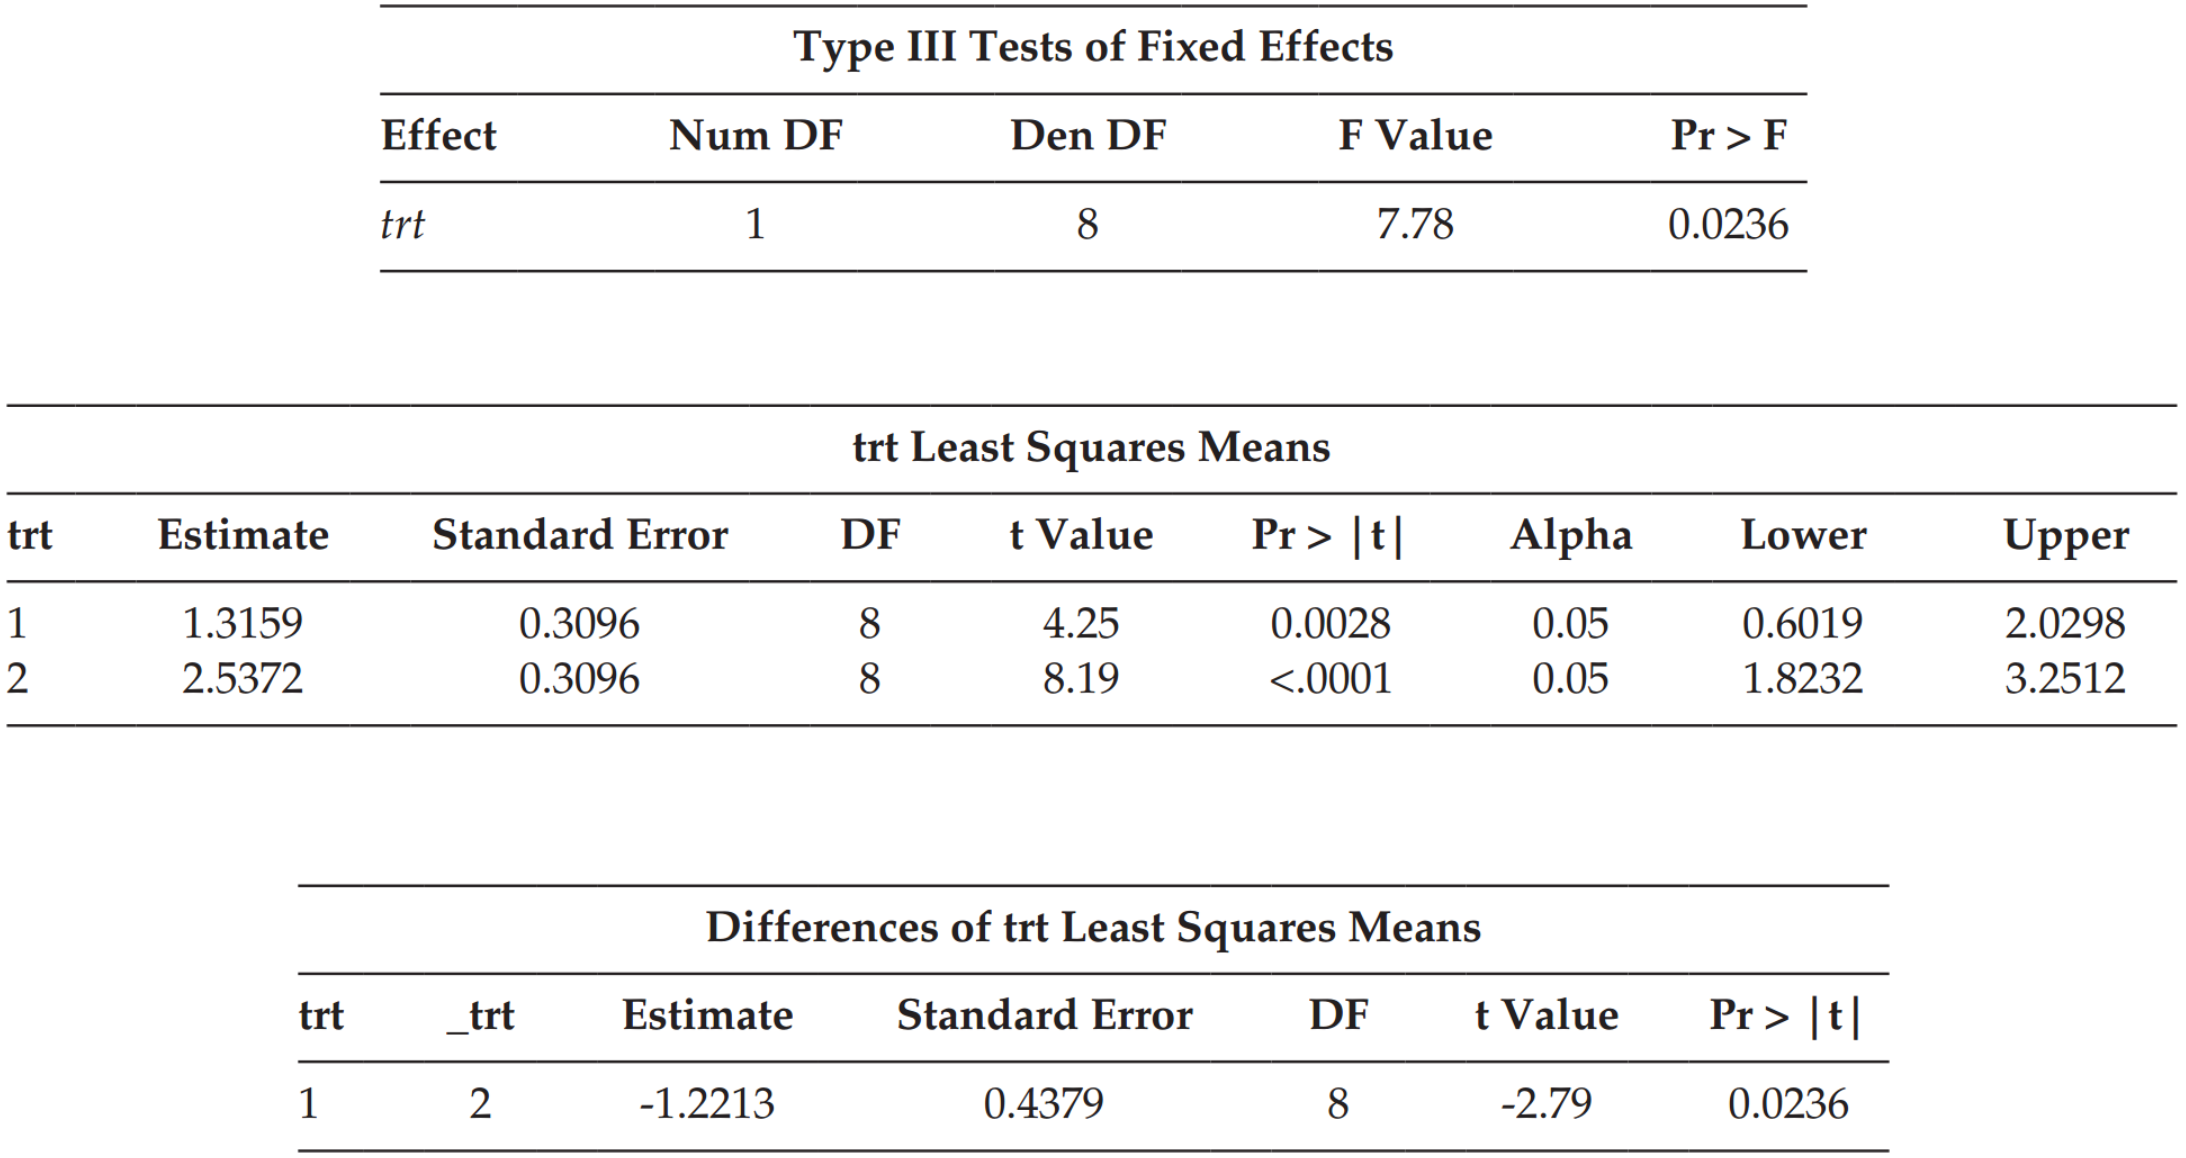 Type III Tests of Fixed Effects
Effect Num DF Den DF F Value Pr > F
trt 1 8 7.78 0.0236
trt Least Squares Means
trt Estimate Standard Error DF t Value Pr > |t| Alpha Lower Upper
1 1.3159 0.3096 8 4.25 0.0028 0.05 0.6019 2.0298
2 2.5372 0.3096 8 8.19 <.0001 0.05 1.8232 3.2512
Differences of trt Least Squares Means
trt _trt Estimate Standard Error DF t Value Pr > |t|
1 2 -1.2213 0.4379 8 -2.79 0.0236